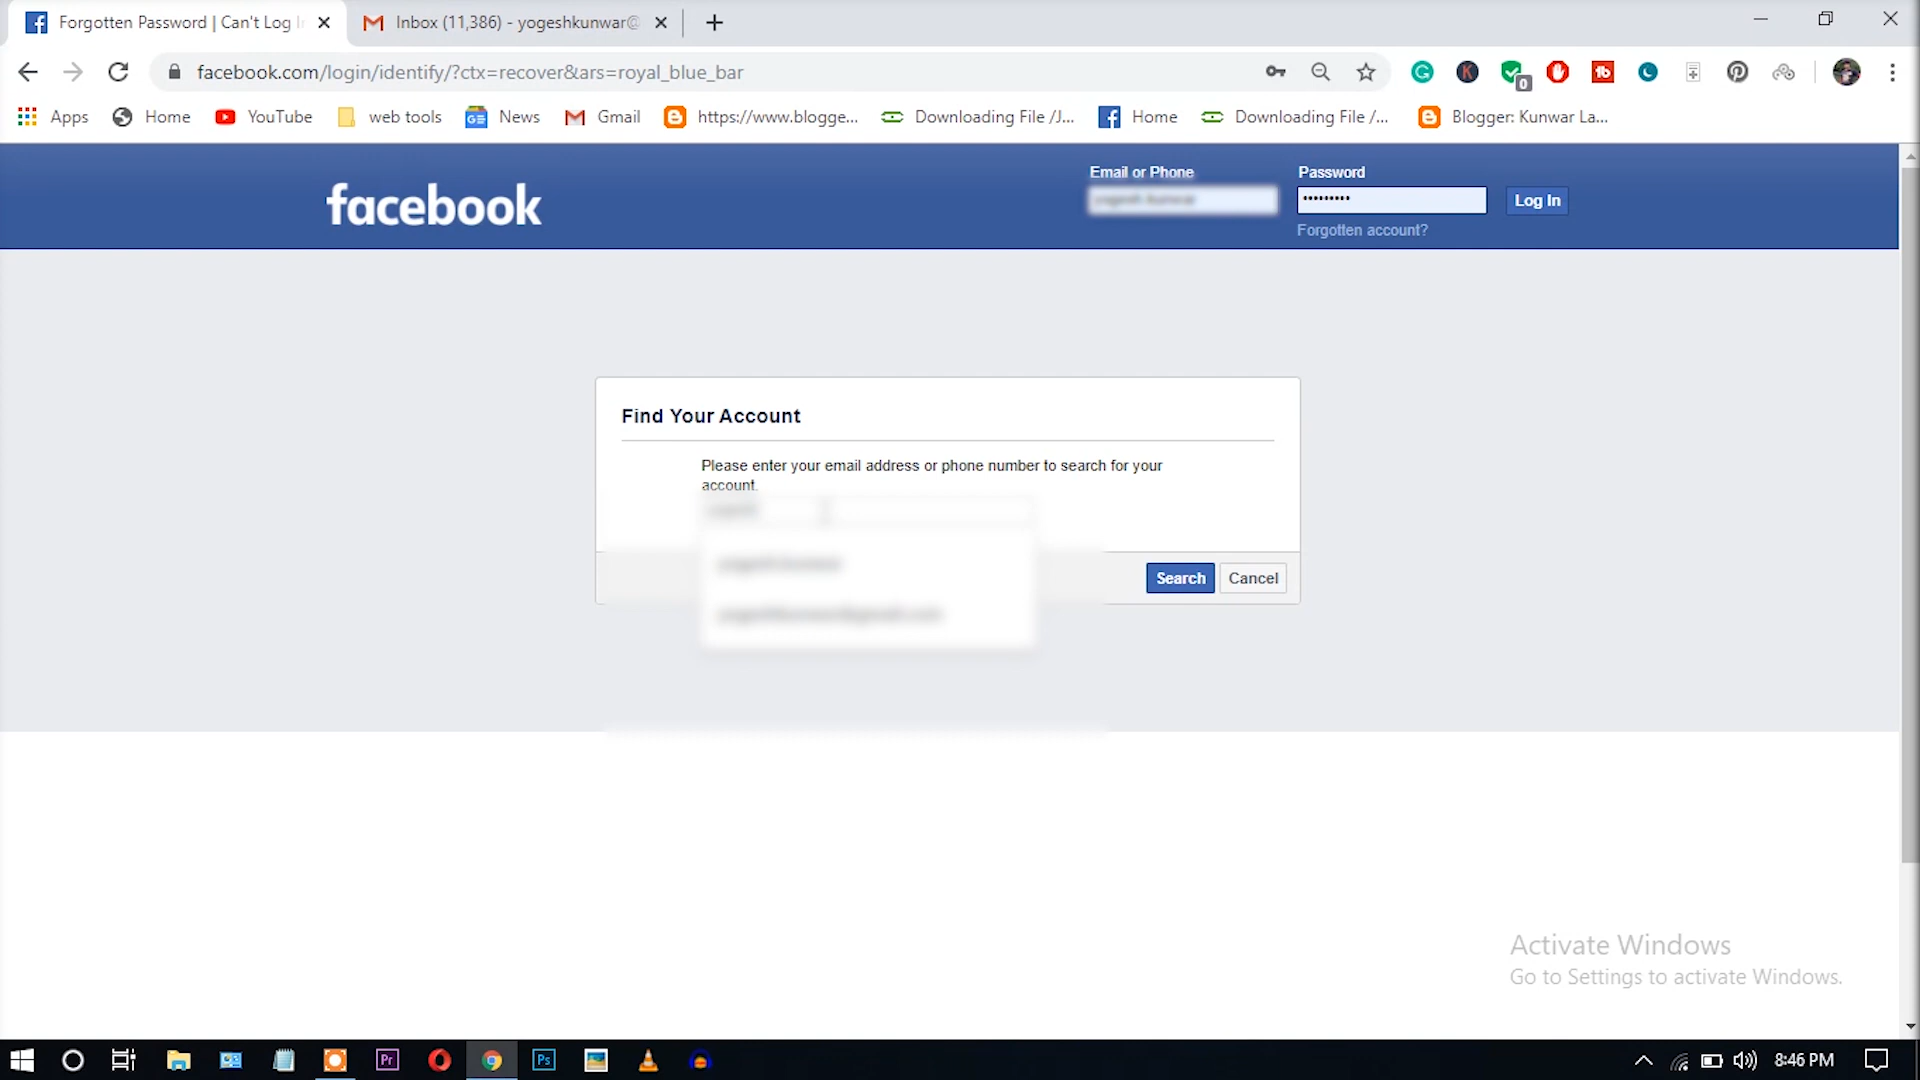 Forgotten Password | Can't Log I
Inbox (11,386) - yogeshkunwar@
facebook.com/login/identify/?ctx=recover&ars=royal_blue_bar
0
Apps
Home
YouTube
web tools
News
Gmail
https://www.blogge...
Downloading File /J...
Home
Downloading File /...
Blogger: Kunwar La...
facebook
Email or Phone
Password
•••••••••
Log In
Forgotten account?
Find Your Account
Please enter your email address or phone number to search for your
account.
Search
Cancel
Activate Windows
Go to Settings to activate Windows.
8:46 PM